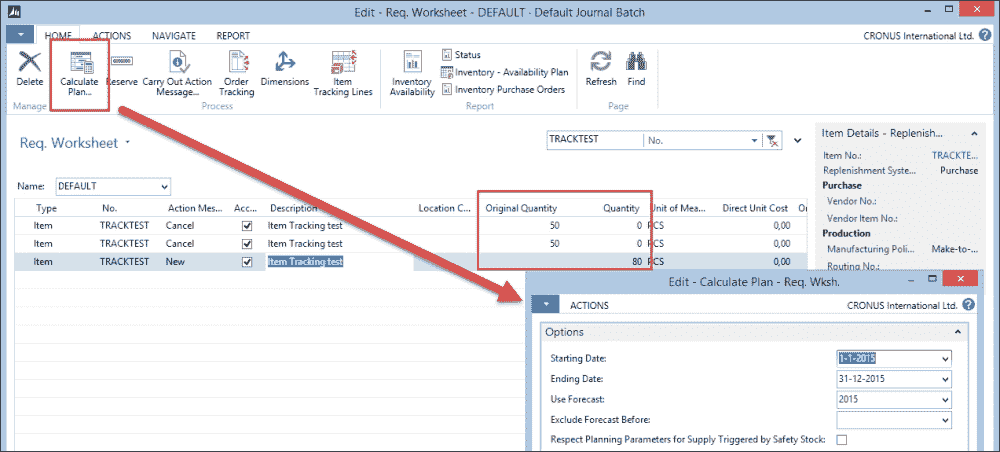 Edit - Req. Worksheet - DEFAULT · Default Journal Batch
HOME ACTIONS NAVIGATE REPORT CRONUS International Ltd.
Delete
Calculate Plan...
Reserve
Carry Out Action Message...
Order Tracking
Dimensions
Item Tracking Lines
Inventory Availability
Status
Inventory - Availability Plan
Inventory Purchase Orders
Refresh
Find
Manage Process Report Page
Req. Worksheet
TRACKTEST No.
Name: DEFAULT
Type No. Action Mes... Acc... Description Location C... Original Quantity Quantity Unit of Mea... Direct Unit Cost
Item TRACKTEST Cancel Item Tracking test 50 0 PCS 0,00
Item TRACKTEST Cancel Item Tracking test 50 0 PCS 0,00
Item TRACKTEST New Item Tracking test 80 PCS 0,00
Item Details - Replenish...
Item No.: TRACKTE...
Replenishment Syste... Purchase
Purchase
Vendor No.:
Vendor Item No.:
Production
Manufacturing Poli... Make-to-...
Routing No.:
Edit - Calculate Plan - Req. Wksh.
ACTIONS CRONUS International Ltd.
Options
Starting Date: 1-1-2015
Ending Date: 31-12-2015
Use Forecast: 2015
Exclude Forecast Before:
Respect Planning Parameters for Supply Triggered by Safety Stock: